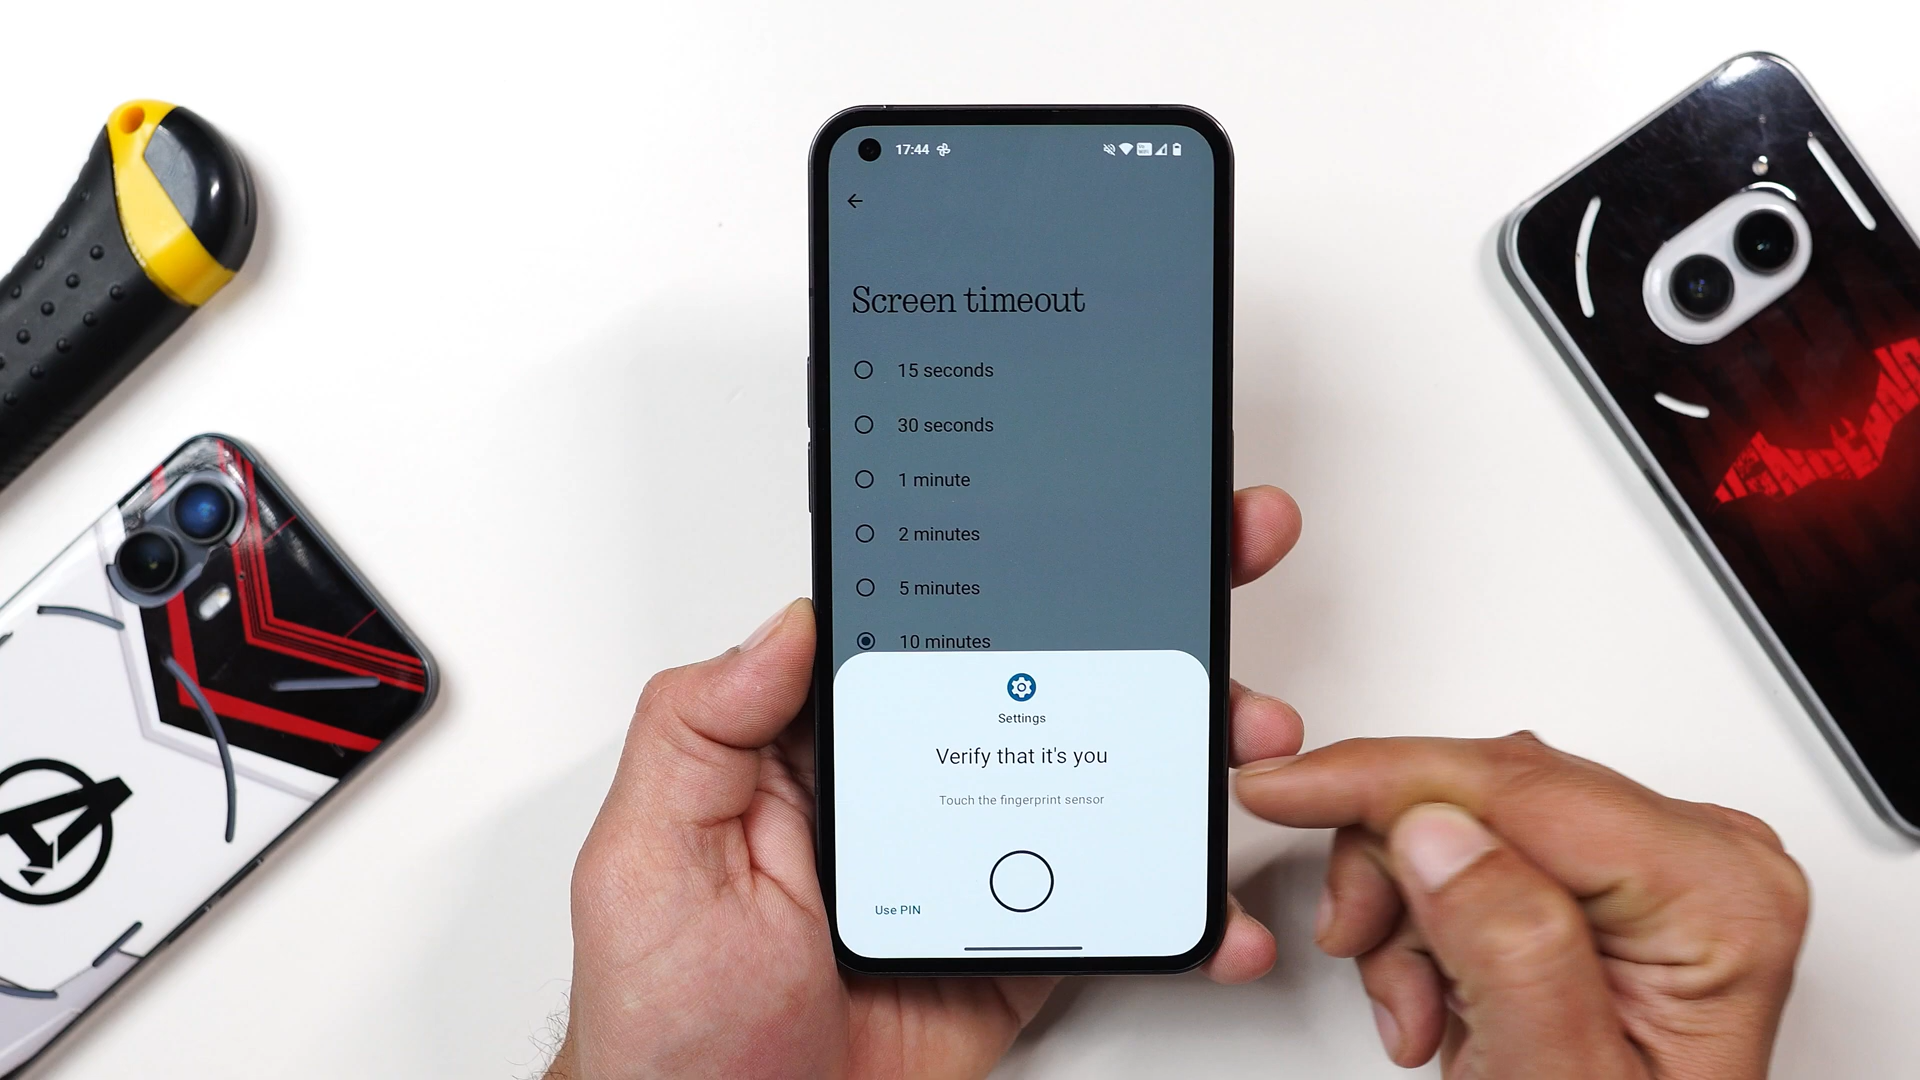 17:44
Screen timeout
15 seconds
30 seconds
1 minute
2 minutes
5 minutes
10 minutes
Settings
Verify that it's you
Touch the fingerprint sensor
Use PIN